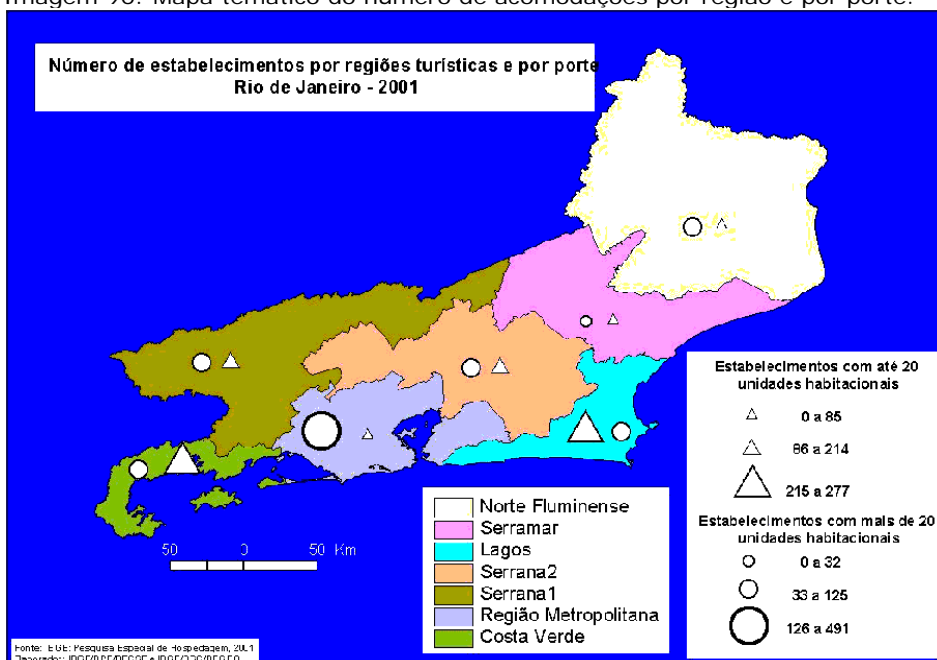 Imagem 96: Mapa temático do número de acomodações por região e por porte.
Número de estabelecimentos por regiões turísticas e por porte
Rio de Janeiro - 2001
Estabelecimentos com até 20
unidades habitacionais
0 a 85
86 a 214
215 a 277
Estabelecimentos com mais de 20
unidades habitacionais
0 a 32
33 a 125
126 a 491
Norte Fluminense
Serramar
Lagos
Serrana2
Serrana1
Região Metropolitana
Costa Verde
50 0 50 Km
Fonte: IBGE: Pesquisa Especial de Hospedagem, 2001